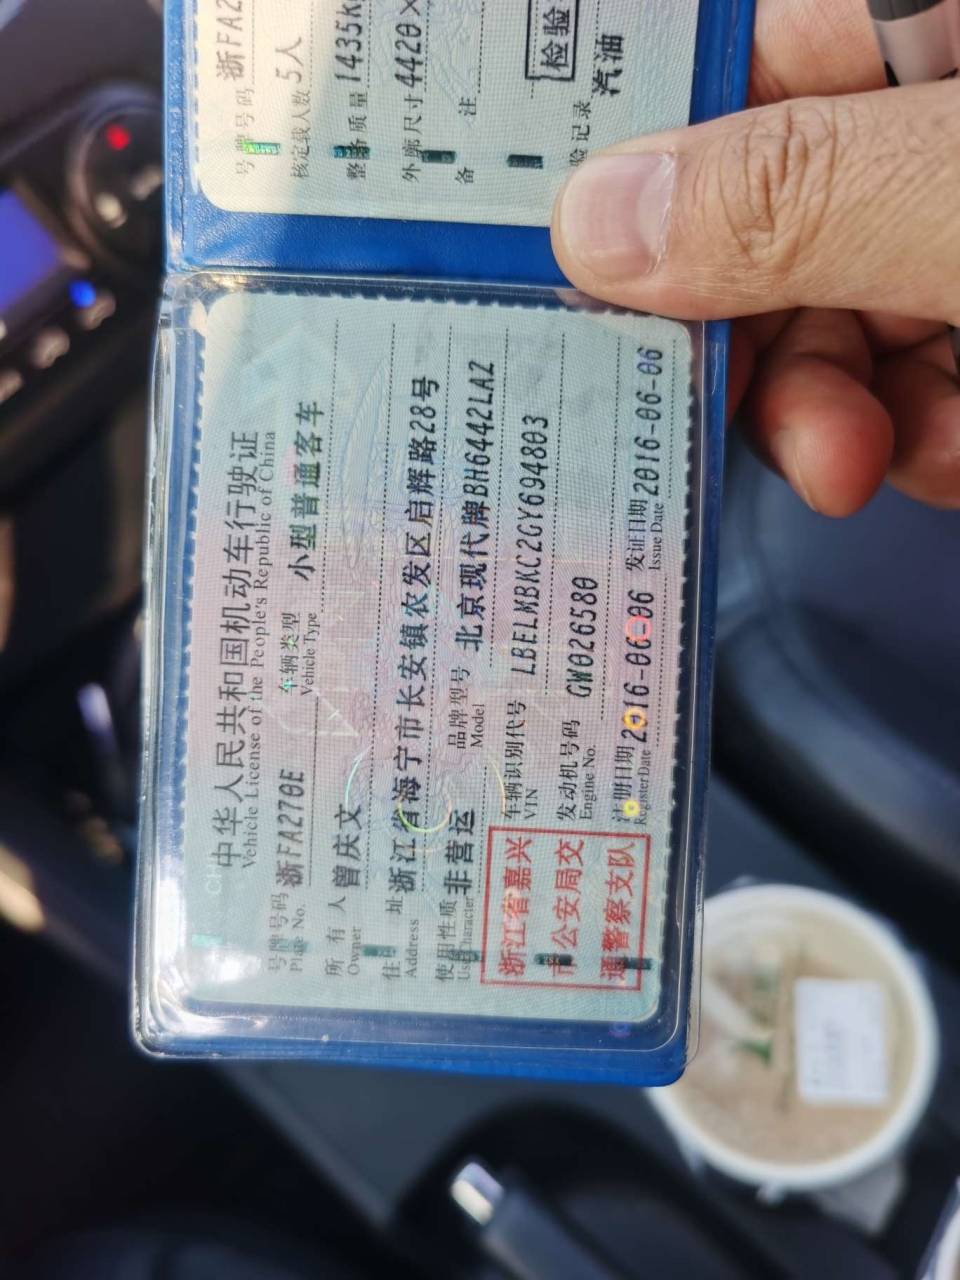 中华人民共和国机动车行驶证
Vehicle License of the People's Republic of China
号牌号码 浙FA270E 车辆类型 小型普通客车
Plate No. Vehicle Type
所有人 曾庆文
Owner
住址 浙江省海宁市长安镇农发区启辉路28号
Address
使用性质 非营运 品牌型号 北京现代牌BH6442LAZ
Use Character Model
浙江省嘉兴
市公安局交
通警察支队
车辆识别代号 LBELMBKC2GY694803
VIN
发动机号码 GW026580
Engine No.
注册日期 2016-06-06 发证日期 2016-06-06
Register Date Issue Date
号牌号码 浙FA2
核定载人数 5人
整备质量 1435k
外廓尺寸 4420×
备注
检验
验记录 汽油